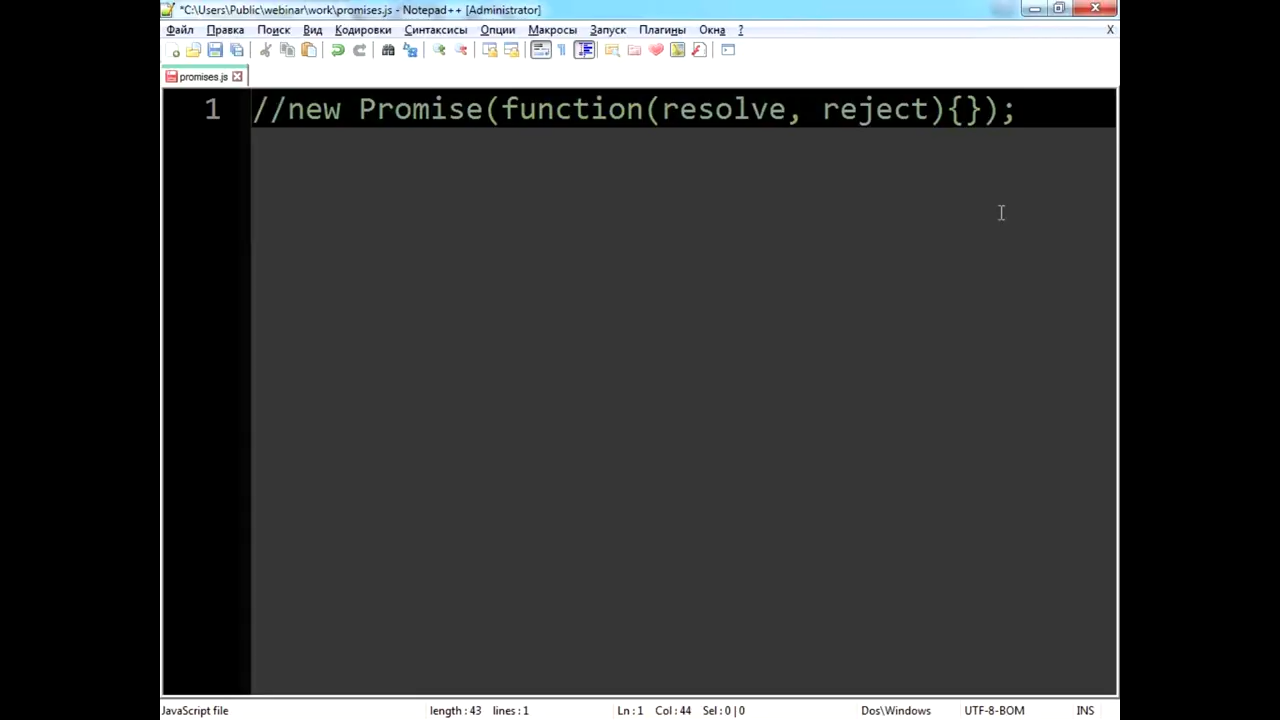 *C:\Users\Public\webinar\work\promises.js - Notepad++ [Administrator]
Файл Правка Поиск Вид Кодировки Синтаксисы Опции Макросы Запуск Плагины Окна ? X
promises.js
1 //new Promise(function(resolve, reject){});
JavaScript file length : 43 lines : 1 Ln : 1 Col : 44 Sel : 0 | 0 Dos\Windows UTF-8-BOM INS